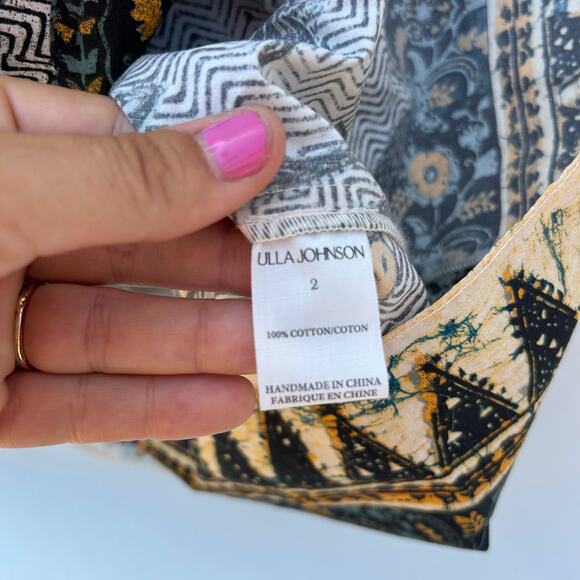 ULLA JOHNSON
2
100% COTTON/COTON
HANDMADE IN CHINA
FABRIQUE EN CHINE